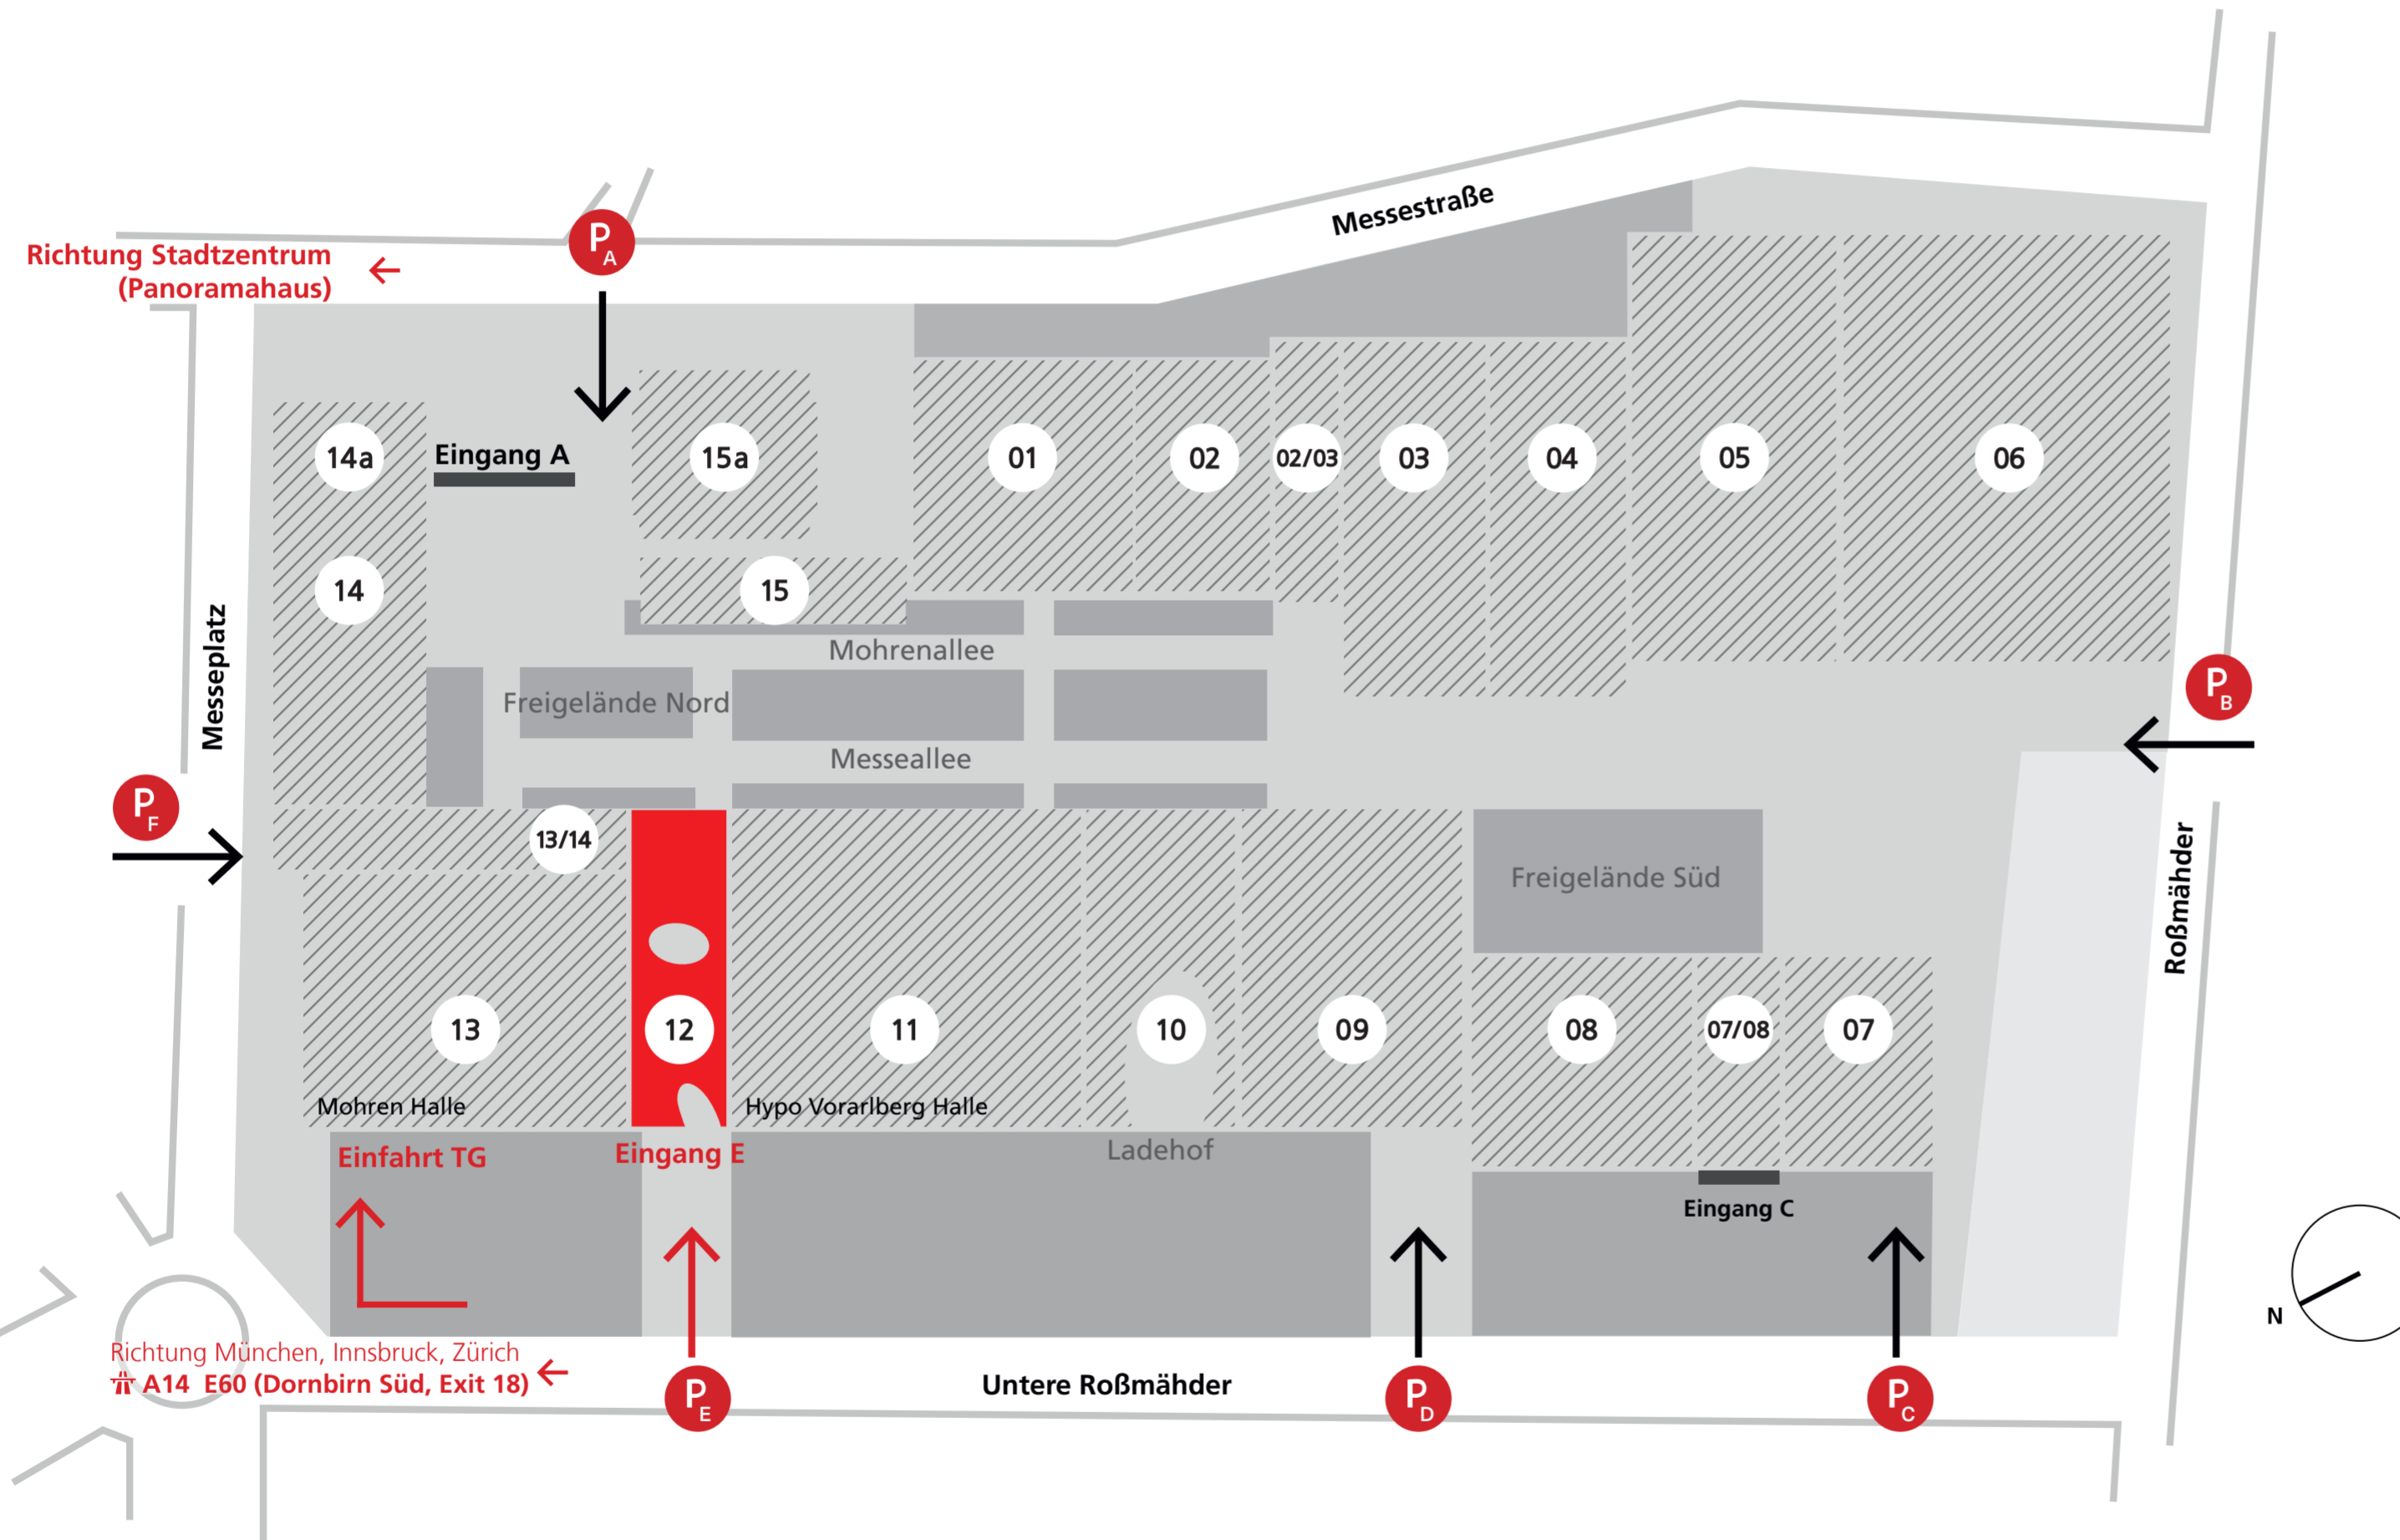 Messestraße
P A
Richtung Stadtzentrum
(Panoramahaus)
14a
Eingang A
15a
01
02
02/03
03
04
05
06
14
15
Mohrenallee
Messeplatz
Freigelände Nord
P B
Messeallee
P F
13/14
Freigelände Süd
Roßmähder
13
12
11
10
09
08
07/08
07
Mohren Halle
Hypo Vorarlberg Halle
Einfahrt TG
Eingang E
Ladehof
Eingang C
N
Richtung München, Innsbruck, Zürich
A14 E60 (Dornbirn Süd, Exit 18)
P E
Untere Roßmähder
P D
P C